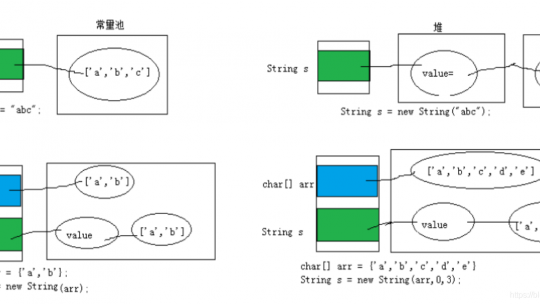 常量池
['a','b','c']
= "abc";
堆
String s
value=
String s = new String("abc");
['a','b']
value
['a','b']
= {'a','b'};
= new String(arr);
char[] arr
['a','b','c','d','e']
String s
value
['a',
char[] arr = {'a','b','c','d','e'}
String s = new String(arr,0,3);